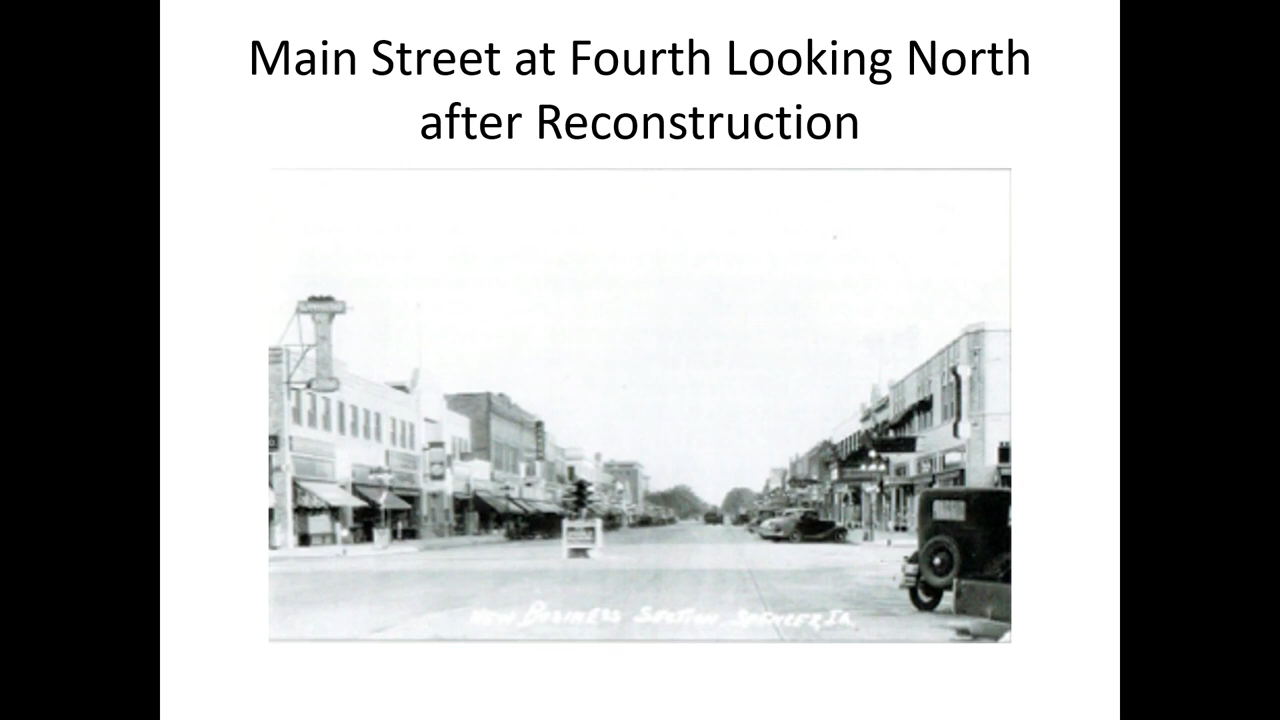 Main Street at Fourth Looking North
after Reconstruction
New Business Section, Spencer, Ia.